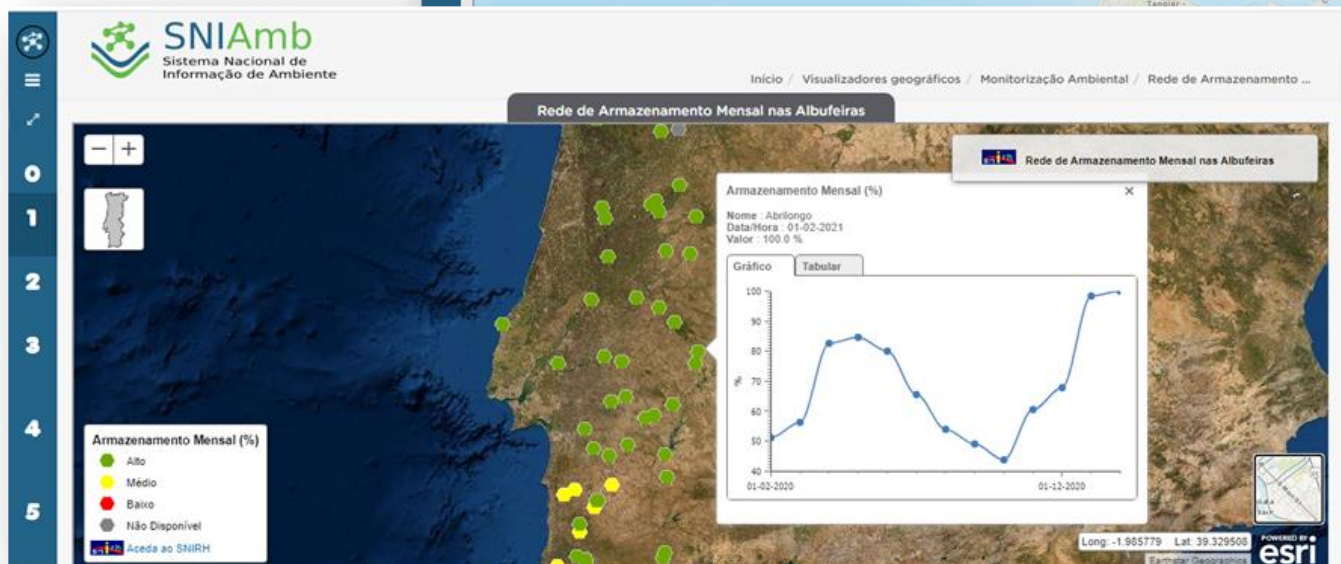 Tangier
SNIAmb
Sistema Nacional de
Informação de Ambiente
Início / Visualizadores geográficos / Monitorização Ambiental / Rede de Armazenamento ...
Rede de Armazenamento Mensal nas Albufeiras
Rede de Armazenamento Mensal nas Albufeiras
− +
0
1
2
3
4
5
Armazenamento Mensal (%)
×
Nome : Abrilongo
Data/Hora : 01-02-2021
Valor : 100.0 %
Gráfico
Tabular
100
90
80
70
60
50
40
%
01-02-2020
01-12-2020
Armazenamento Mensal (%)
Alto
Médio
Baixo
Não Disponível
Aceda ao SNIRH
Long: -1.985779 Lat: 39.329508
POWERED BY
esri
Earthstar Geographics